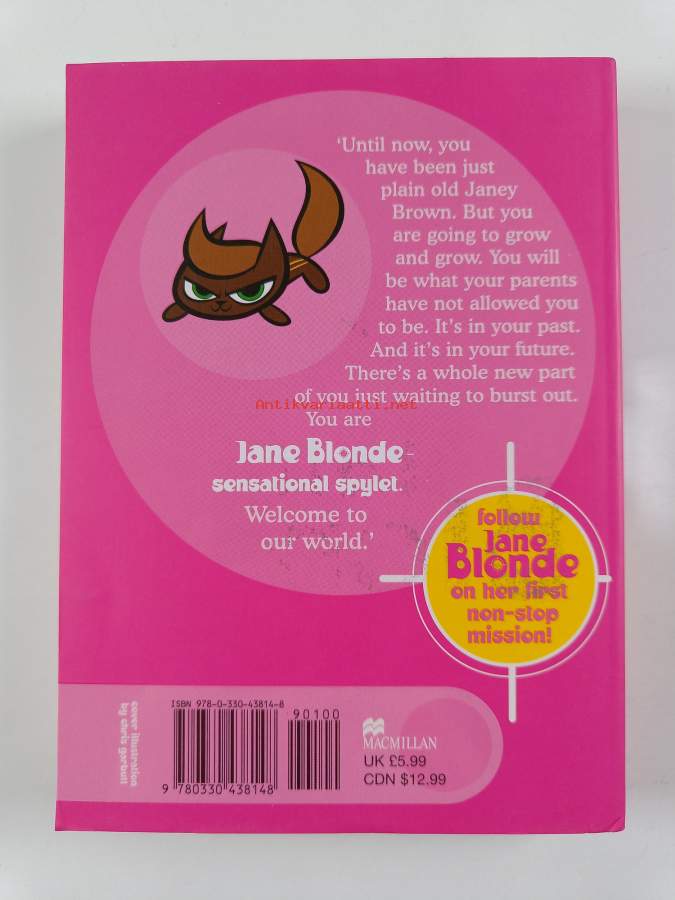 ‘Until now, you
have been just
plain old Janey
Brown. But you
are going to grow
and grow. You will
be what your parents
have not allowed you
to be. It’s in your past.
And it’s in your future.
There’s a whole new part
of you just waiting to burst out.
Antikvariaatti.net
You are
Jane Blonde –
sensational spylet.
Welcome to
our world.’
follow
Jane
Blonde
on her first
non-stop
mission!
cover illustration
by chris garbutt
ISBN 978-0-330-43814-8
90100
9 780330 438148
MACMILLAN
UK £5.99
CDN $12.99